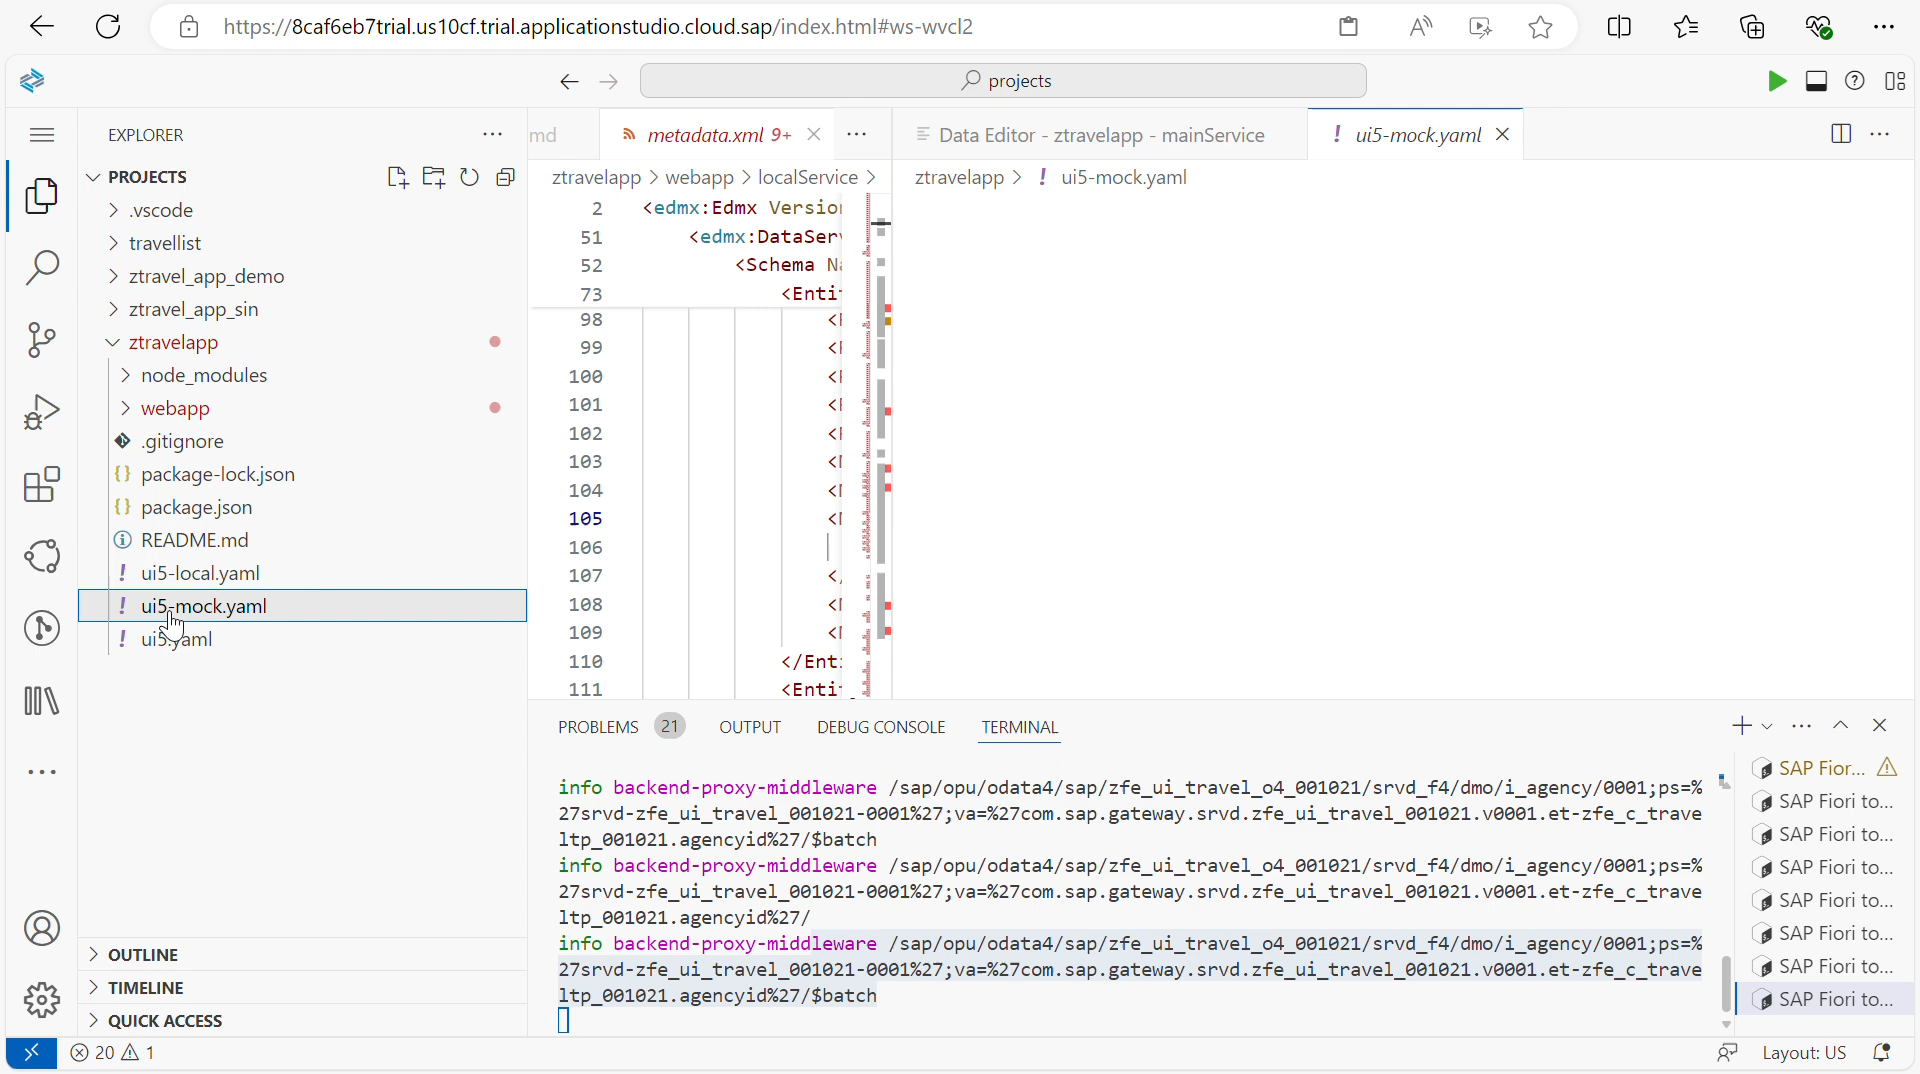 https://8caf6eb7trial.us10cf.trial.applicationstudio.cloud.sap/index.html#ws-wvcl2
projects
EXPLORER
PROJECTS
.vscode
travellist
ztravel_app_demo
ztravel_app_sin
ztravelapp
node_modules
webapp
.gitignore
{} package-lock.json
{} package.json
README.md
! ui5-local.yaml
! ui5-mock.yaml
! ui5.yaml
OUTLINE
TIMELINE
QUICK ACCESS
md
metadata.xml 9+
ztravelapp > webapp > localService >
2 <edmx:Edmx Versio
51 <edmx:DataSer
52 <Schema N
73 <Enti
98 <
99 <
100 <
101 <
102 <
103 <
104 <
105 <
106
107 </
108 <
109 <
110 </Ent
111 <Enti
Data Editor - ztravelapp - mainService
! ui5-mock.yaml
ztravelapp > ! ui5-mock.yaml
PROBLEMS 21 OUTPUT DEBUG CONSOLE TERMINAL
info backend-proxy-middleware /sap/opu/odata4/sap/zfe_ui_travel_o4_001021/srvd_f4/dmo/i_agency/0001;ps=%
27srvd-zfe_ui_travel_001021-0001%27;va=%27com.sap.gateway.srvd.zfe_ui_travel_001021.v0001.et-zfe_c_trave
ltp_001021.agencyid%27/$batch
info backend-proxy-middleware /sap/opu/odata4/sap/zfe_ui_travel_o4_001021/srvd_f4/dmo/i_agency/0001;ps=%
27srvd-zfe_ui_travel_001021-0001%27;va=%27com.sap.gateway.srvd.zfe_ui_travel_001021.v0001.et-zfe_c_trave
ltp_001021.agencyid%27/
info backend-proxy-middleware /sap/opu/odata4/sap/zfe_ui_travel_o4_001021/srvd_f4/dmo/i_agency/0001;ps=%
27srvd-zfe_ui_travel_001021-0001%27;va=%27com.sap.gateway.srvd.zfe_ui_travel_001021.v0001.et-zfe_c_trave
ltp_001021.agencyid%27/$batch
SAP Fior...
SAP Fiori to...
SAP Fiori to...
SAP Fiori to...
SAP Fiori to...
SAP Fiori to...
SAP Fiori to...
SAP Fiori to...
20 1
Layout: US